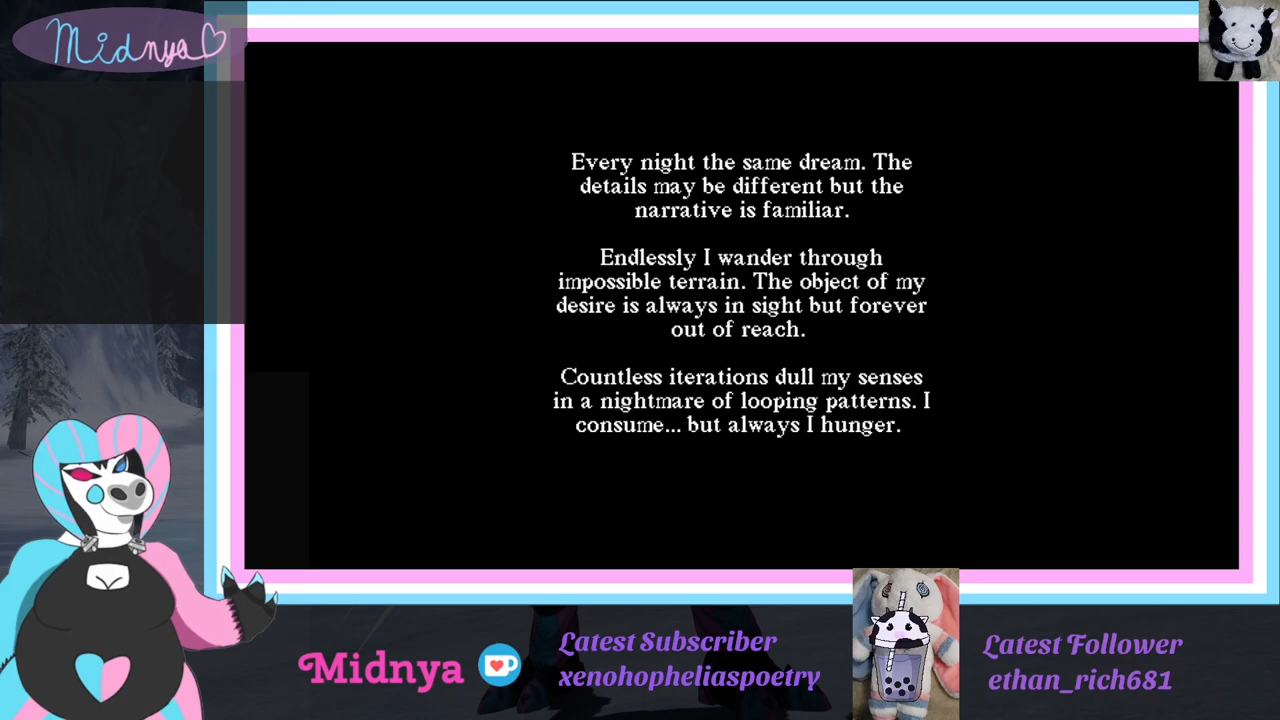 Midnya
Every night the same dream. The
details may be different but the
narrative is familiar.
Endlessly I wander through
impossible terrain. The object of my
desire is always in sight but forever
out of reach.
Countless iterations dull my senses
in a nightmare of looping patterns. I
consume... but always I hunger.
Midnya
Latest Subscriber
xenohopheliaspoetry
Latest Follower
ethan_rich681